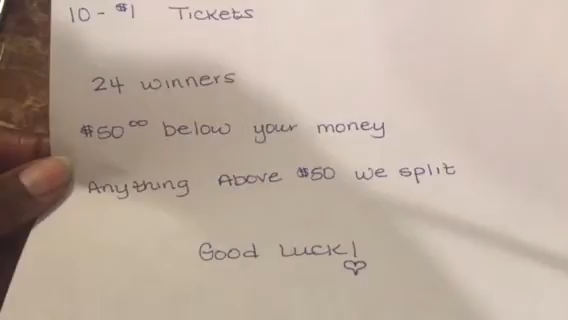 10 - $1 Tickets
24 winners
$50⁰⁰ below your money
Anything Above $50 we split
Good Luck!